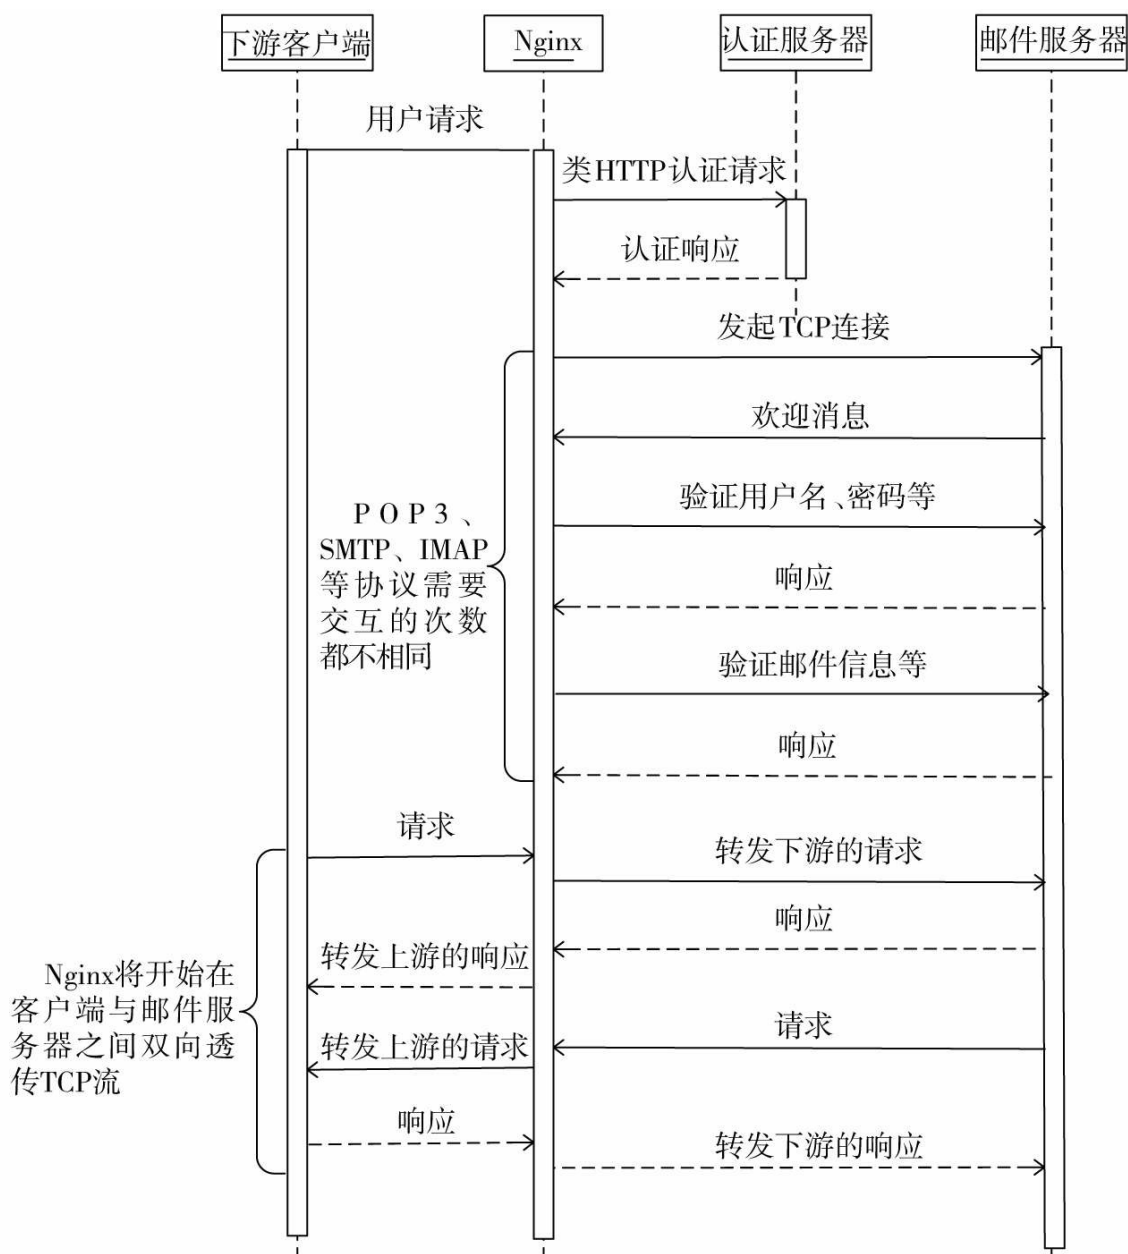 下游客户端
Nginx
认证服务器
邮件服务器
用户请求
类HTTP认证请求
认证响应
发起TCP连接
欢迎消息
验证用户名、密码等
POP3、
SMTP、IMAP
等协议需要
交互的次数
都不相同
响应
验证邮件信息等
响应
请求
转发下游的请求
响应
转发上游的响应
Nginx将开始在
客户端与邮件服
务器之间双向透
传TCP流
请求
转发上游的请求
响应
转发下游的响应